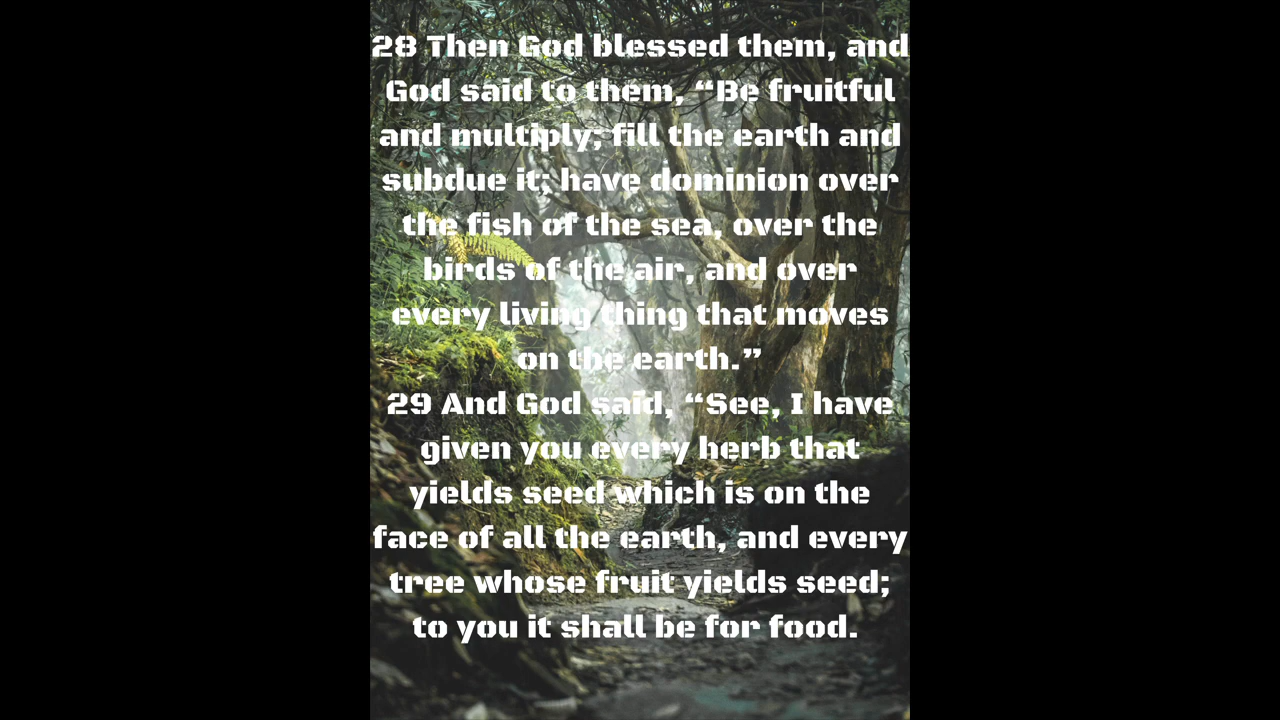 28 Then God blessed them, and
God said to them, “Be fruitful
and multiply; fill the earth and
subdue it; have dominion over
the fish of the sea, over the
birds of the air, and over
every living thing that moves
on the earth.”
29 And God said, “See, I have
given you every herb that
yields seed which is on the
face of all the earth, and every
tree whose fruit yields seed;
to you it shall be for food.